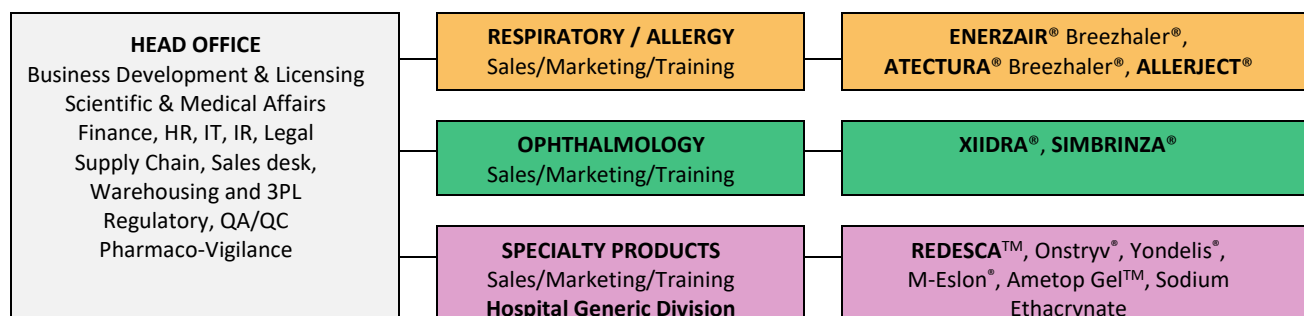 HEAD OFFICE
Business Development & Licensing
Scientific & Medical Affairs
Finance, HR, IT, IR, Legal
Supply Chain, Sales desk,
Warehousing and 3PL
Regulatory, QA/QC
Pharmaco-Vigilance
RESPIRATORY / ALLERGY
Sales/Marketing/Training
ENERZAIR® Breezhaler®,
ATECTURA® Breezhaler®, ALLERJECT®
OPHTHALMOLOGY
Sales/Marketing/Training
XIIDRA®, SIMBRINZA®
SPECIALTY PRODUCTS
Sales/Marketing/Training
Hospital Generic Division
REDESCA™, Onstryv®, Yondelis®,
M-Eslon®, Ametop Gel™, Sodium
Ethacrynate